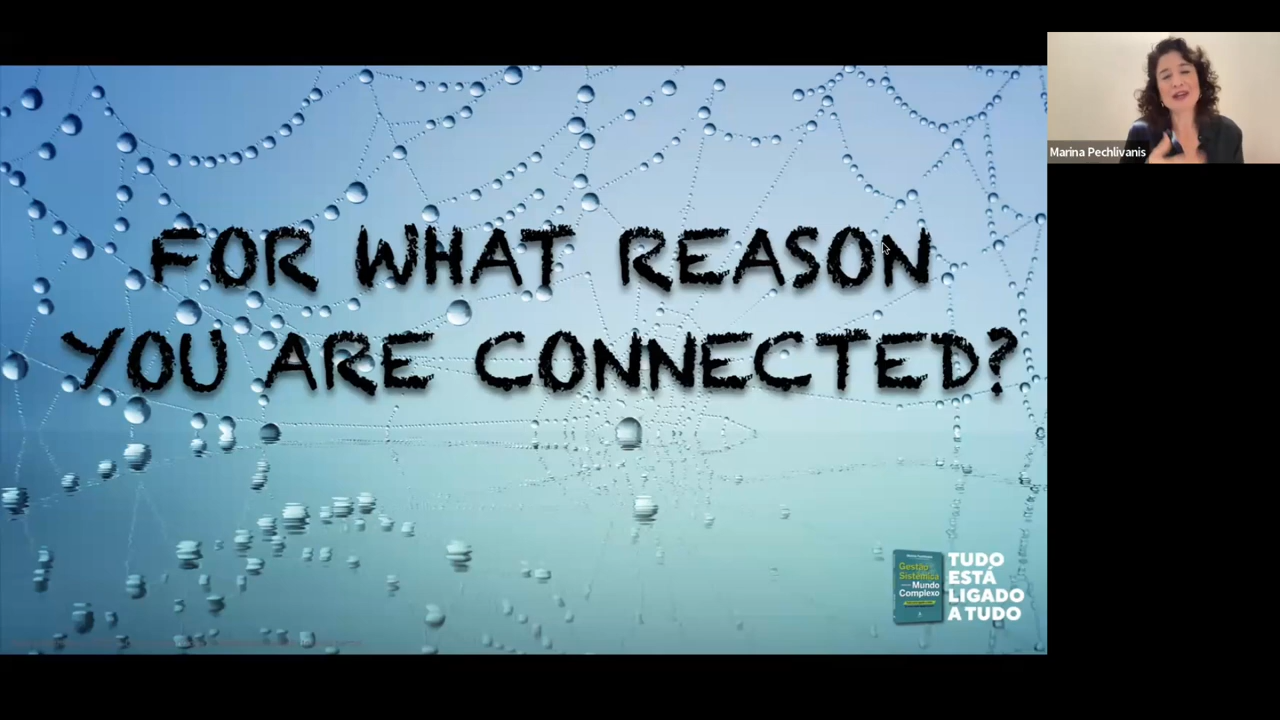 FOR WHAT REASON
YOU ARE CONNECTED?
Marina Pechlivanis
Gestão
Sistêmica
Mundo
Complexo
TUDO
ESTÁ
LIGADO
A TUDO